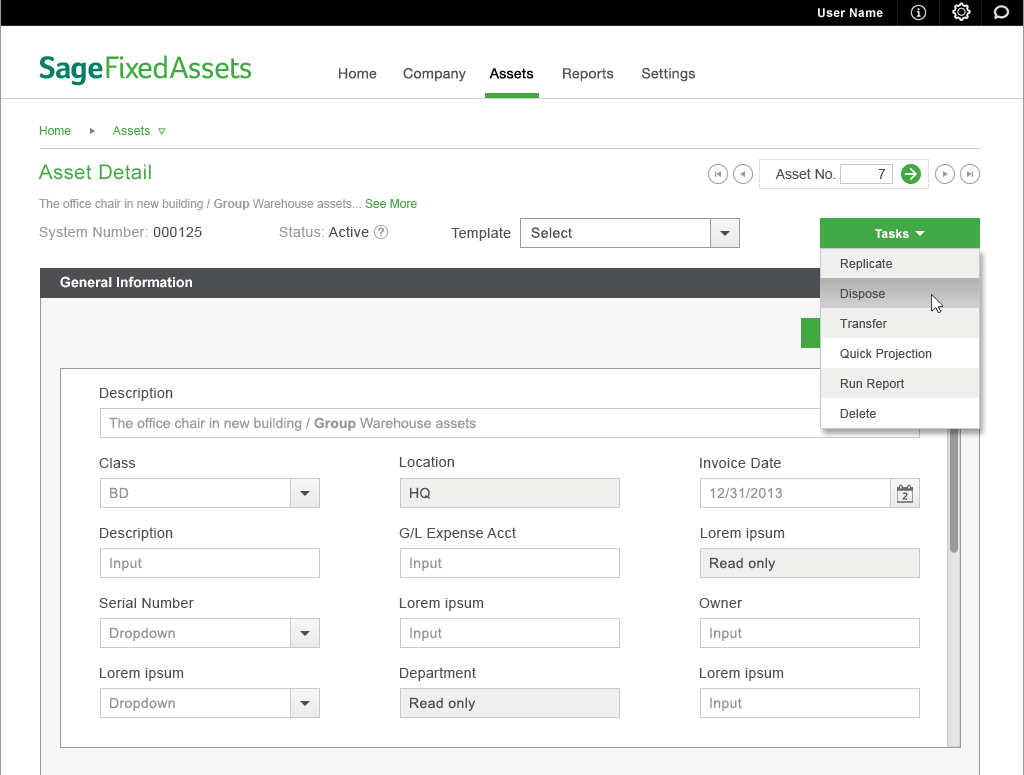 User Name
SageFixedAssets
Home Company Assets Reports Settings
Home Assets
Asset Detail
Asset No. 7
The office chair in new building / Group Warehouse assets... See More
System Number: 000125 Status: Active ? Template Select Tasks
Replicate
General Information
Dispose
Transfer
Quick Projection
Run Report
Delete
Description
The office chair in new building / Group Warehouse assets
Class Location Invoice Date
BD HQ 12/31/2013 2
Description G/L Expense Acct Lorem ipsum
Input Input Read only
Serial Number Lorem ipsum Owner
Dropdown Input Input
Lorem ipsum Department Lorem ipsum
Dropdown Read only Input